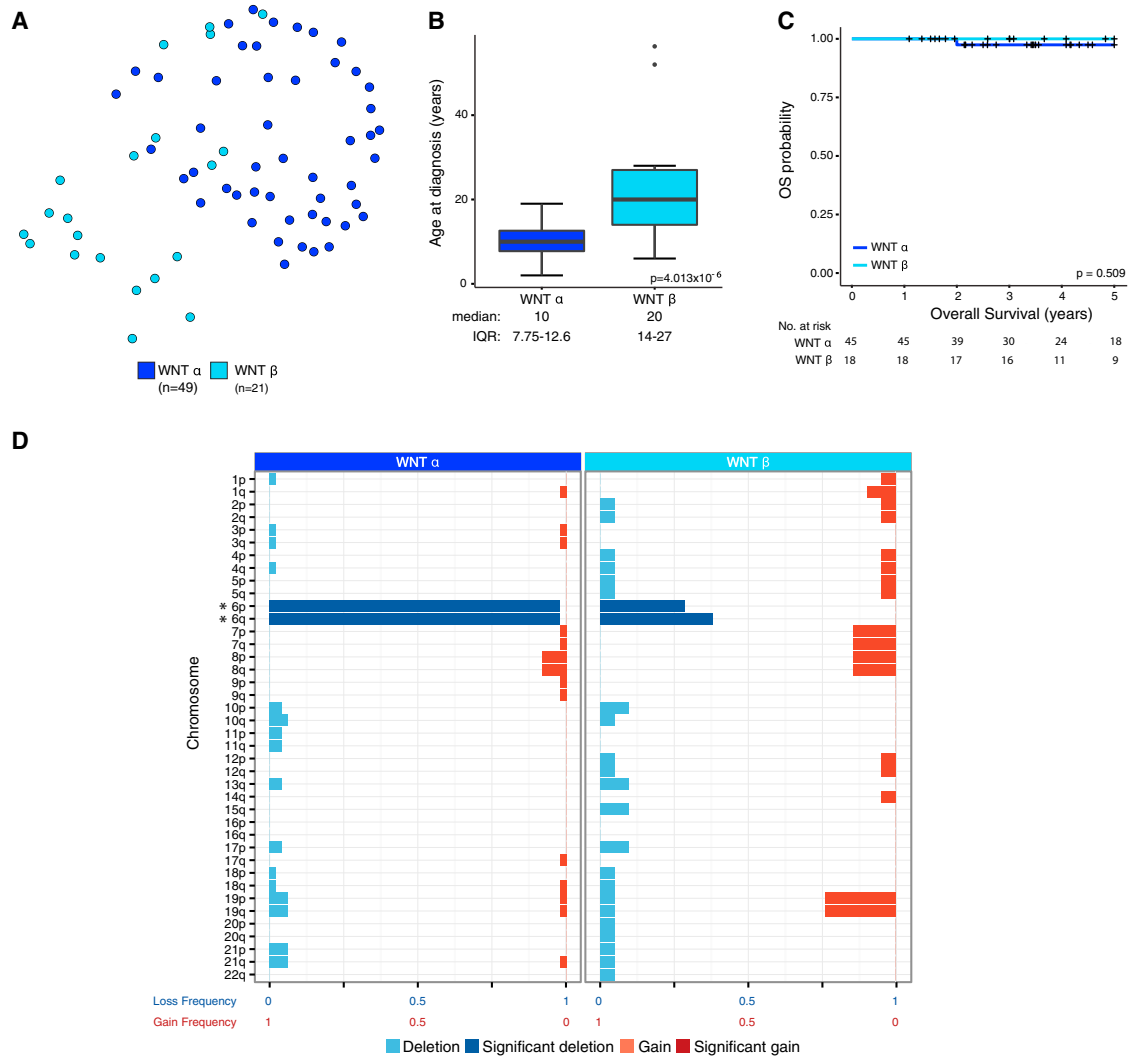 A
WNT α
(n=49)
WNT β
(n=21)
B
Age at diagnosis (years)
40
20
0
p=4.013x10⁻⁶
WNT α WNT β
median: 10 20
IQR: 7.75-12.6 14-27
C
OS probability
1.00
0.75
0.50
0.25
0.00
WNT α
WNT β
p = 0.509
0 1 2 3 4 5
Overall Survival (years)
No. at risk
WNT α 45 45 39 30 24 18
WNT β 18 18 17 16 11 9
D
WNT α WNT β
Chromosome
1p
1q
2p
2q
3p
3q
4p
4q
5p
5q
* 6p
* 6q
7p
7q
8p
8q
9p
9q
10p
10q
11p
11q
12p
12q
13q
14q
15q
16p
16q
17p
17q
18p
18q
19p
19q
20p
20q
21p
21q
22q
Loss Frequency 0 0.5 1 0 0.5 1
Gain Frequency 1 0.5 0 1 0.5 0
Deletion Significant deletion Gain Significant gain